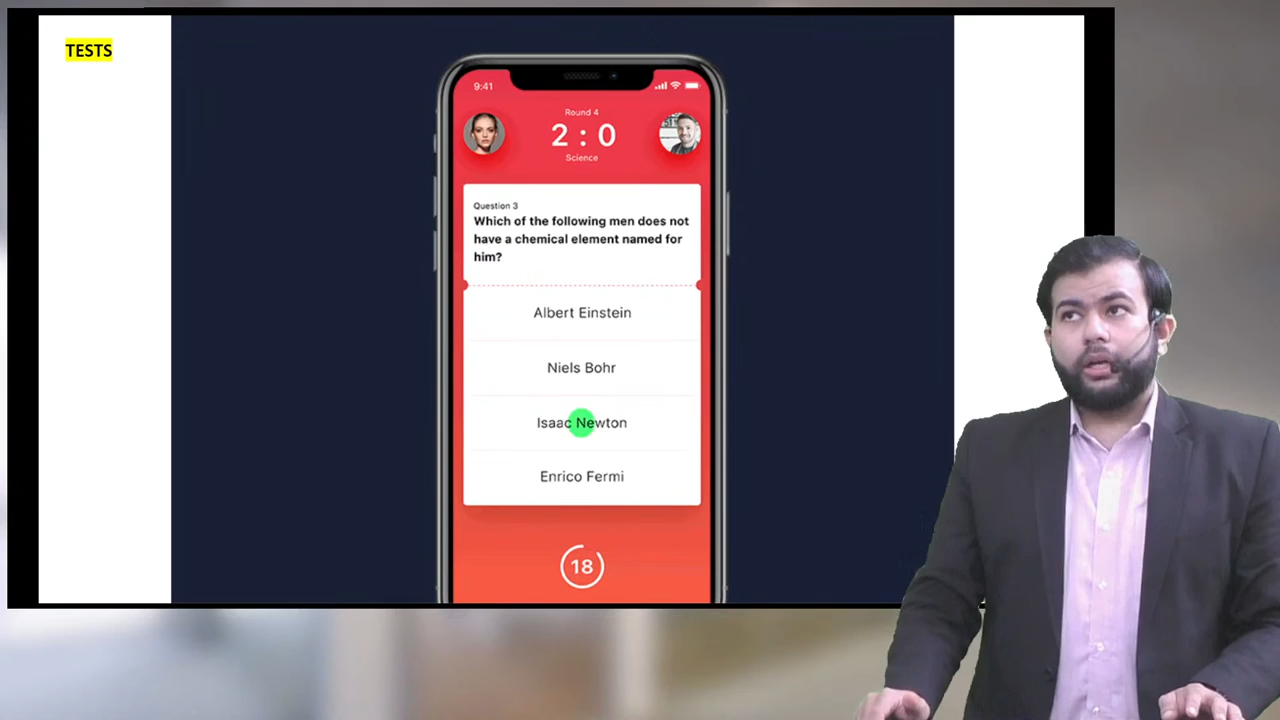 TESTS
9:41
Round 4
2 : 0
Science
Question 3
Which of the following men does not
have a chemical element named for
him?
Albert Einstein
Niels Bohr
Isaac Newton
Enrico Fermi
18